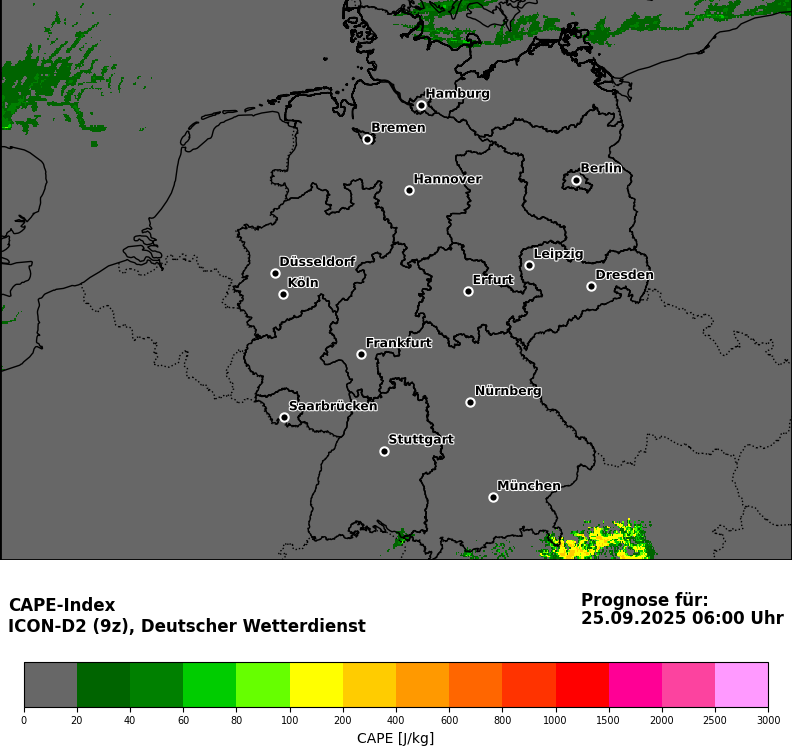 Hamburg
Bremen
Berlin
Hannover
Leipzig
Düsseldorf
Dresden
Erfurt
Köln
Frankfurt
Nürnberg
Saarbrücken
Stuttgart
München
CAPE-Index
ICON-D2 (9z), Deutscher Wetterdienst
Prognose für:
25.09.2025 06:00 Uhr
0 20 40 60 80 100 200 400 600 800 1000 1500 2000 2500 3000
CAPE [J/kg]